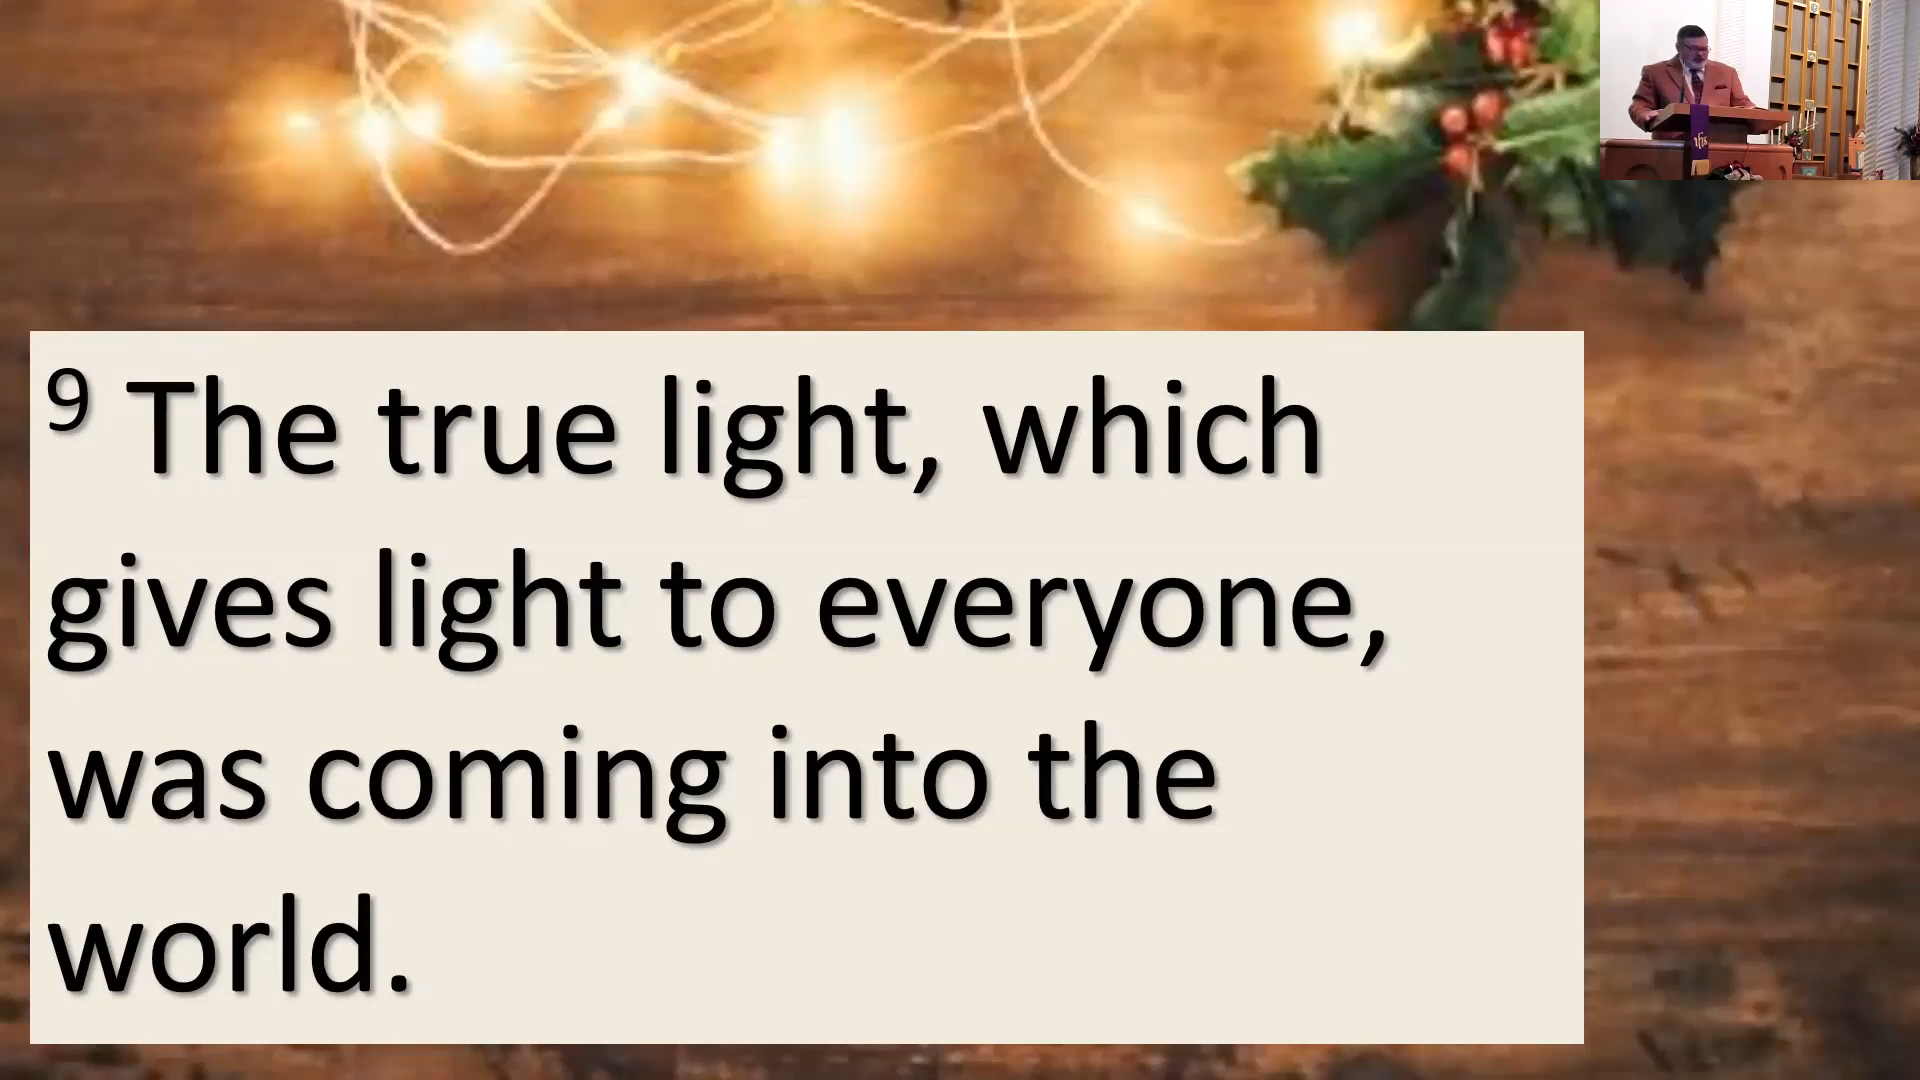 9 The true light, which
gives light to everyone,
was coming into the
world.